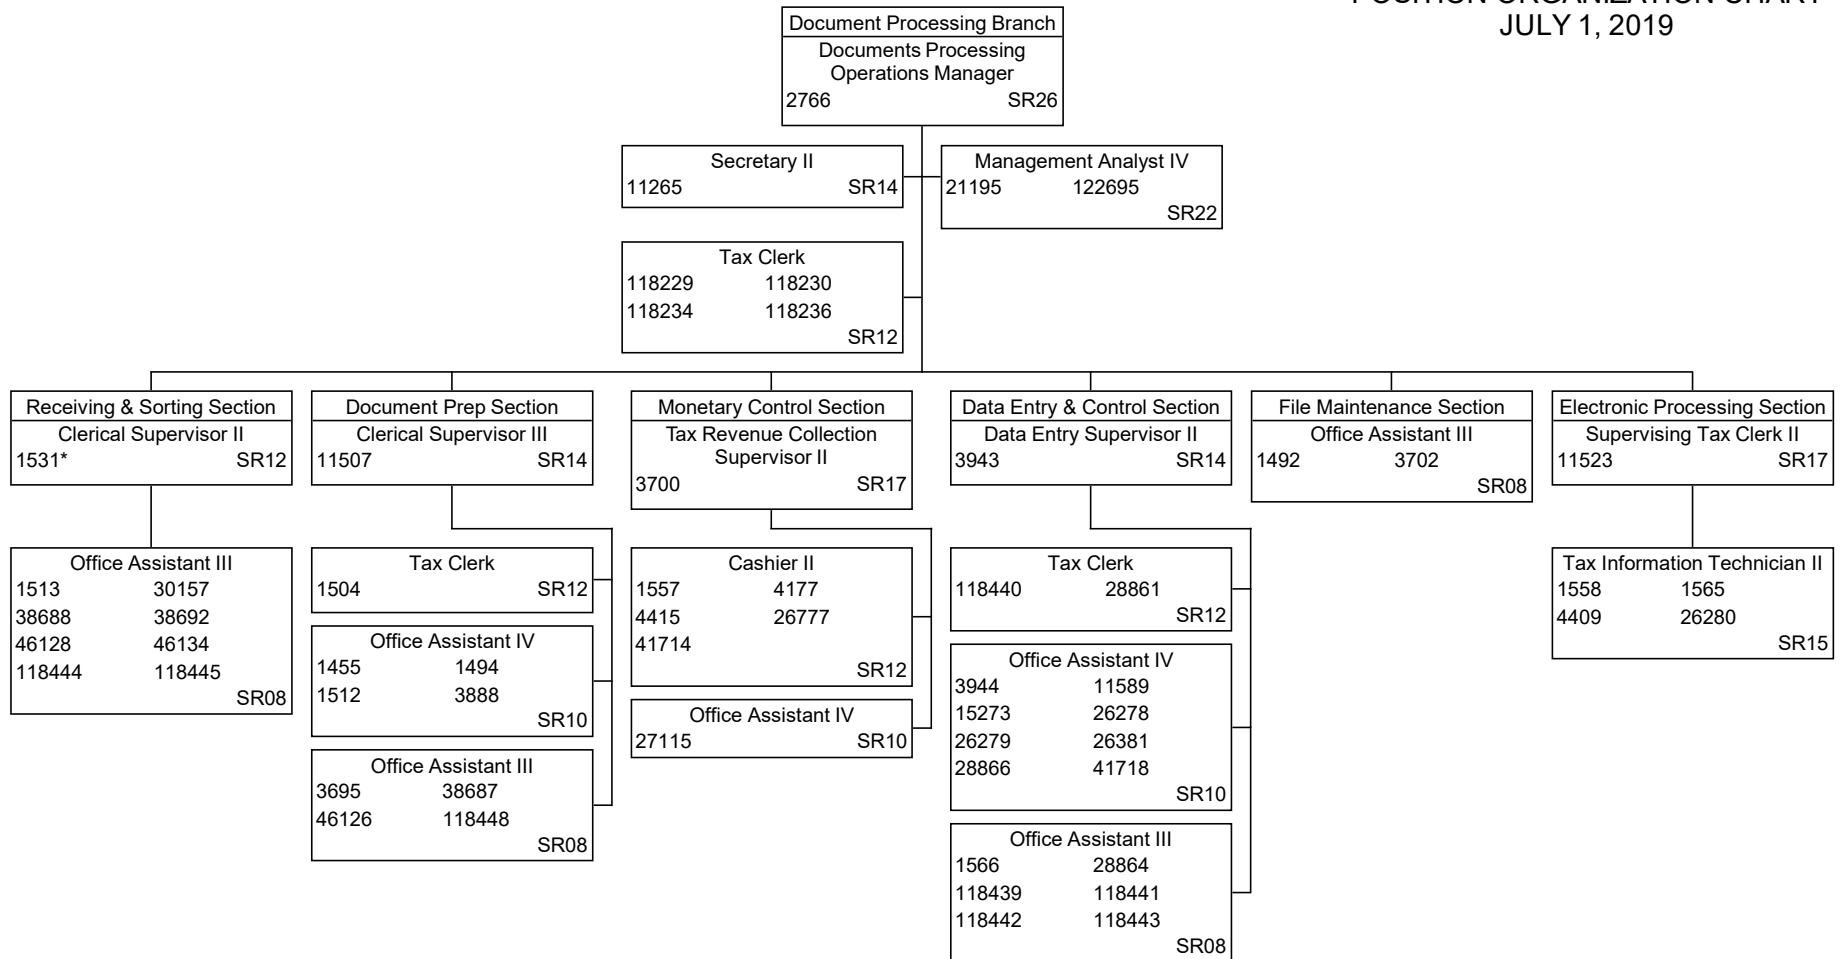 POSITION ORGANIZATION CHART
JULY 1, 2019
Document Processing Branch
Documents Processing
Operations Manager
2766 SR26
Secretary II
11265 SR14
Management Analyst IV
21195 122695
SR22
Tax Clerk
118229 118230
118234 118236
SR12
Receiving & Sorting Section
Clerical Supervisor II
1531* SR12
Office Assistant III
1513 30157
38688 38692
46128 46134
118444 118445
SR08
Document Prep Section
Clerical Supervisor III
11507 SR14
Tax Clerk
1504 SR12
Office Assistant IV
1455 1494
1512 3888
SR10
Office Assistant III
3695 38687
46126 118448
SR08
Monetary Control Section
Tax Revenue Collection
Supervisor II
3700 SR17
Cashier II
1557 4177
4415 26777
41714
SR12
Office Assistant IV
27115 SR10
Data Entry & Control Section
Data Entry Supervisor II
3943 SR14
Tax Clerk
118440 28861
SR12
Office Assistant IV
3944 11589
15273 26278
26279 26381
28866 41718
SR10
Office Assistant III
1566 28864
118439 118441
118442 118443
SR08
File Maintenance Section
Office Assistant III
1492 3702
SR08
Electronic Processing Section
Supervising Tax Clerk II
11523 SR17
Tax Information Technician II
1558 1565
4409 26280
SR15